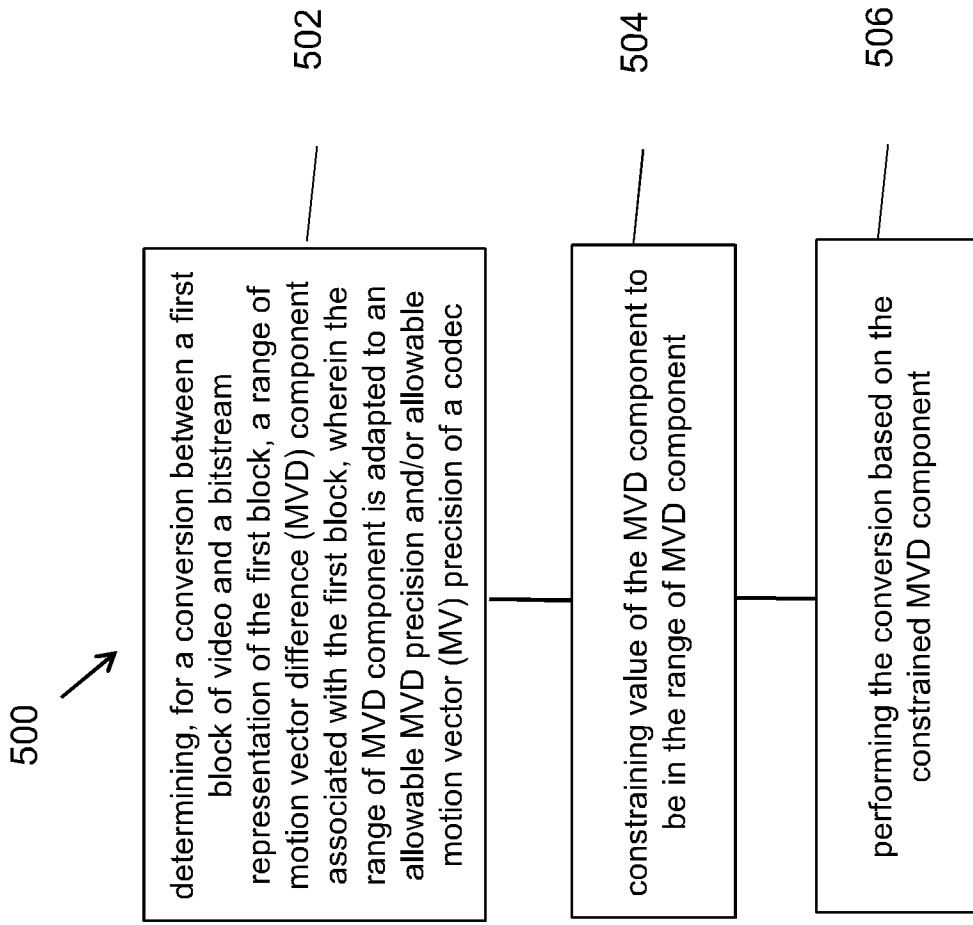 500
determining, for a conversion between a first
block of video and a bitstream
representation of the first block, a range of
motion vector difference (MVD) component
associated with the first block, wherein the
range of MVD component is adapted to an
allowable MVD precision and/or allowable
motion vector (MV) precision of a codec
502
constraining value of the MVD component to
be in the range of MVD component
504
performing the conversion based on the
constrained MVD component
506